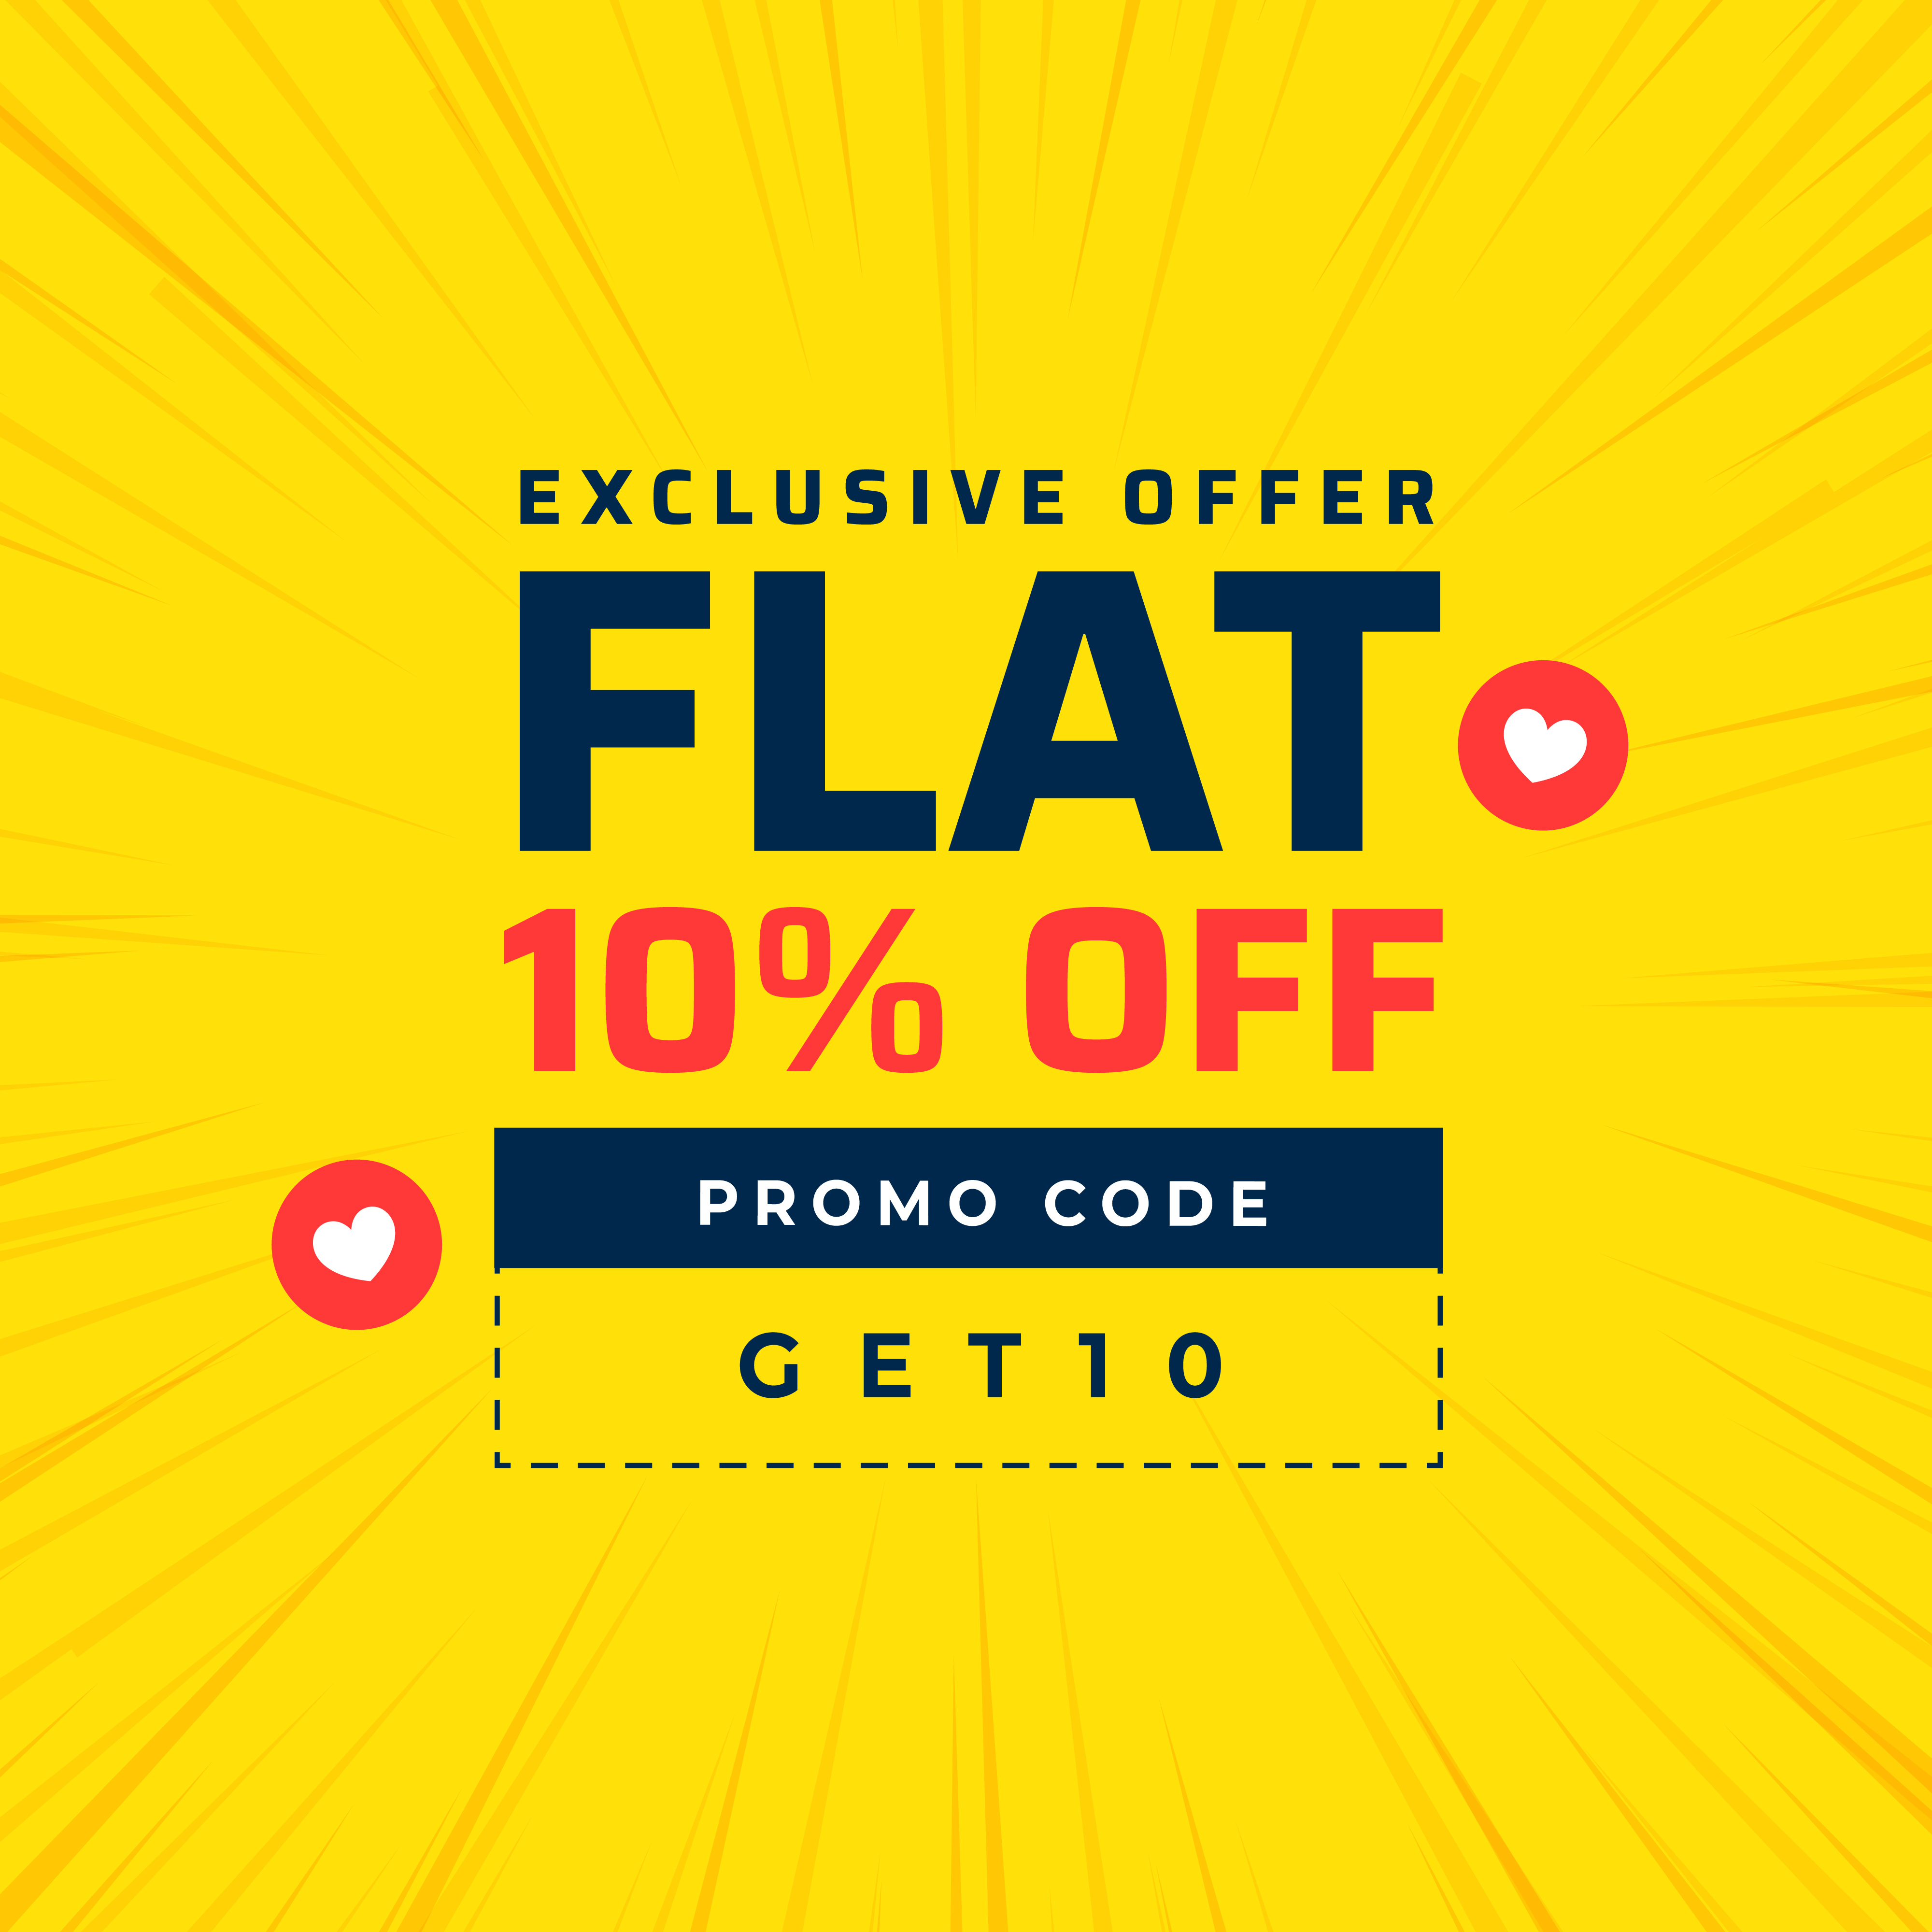 EXCLUSIVE OFFER
FLAT
10% OFF
PROMO CODE
GET10